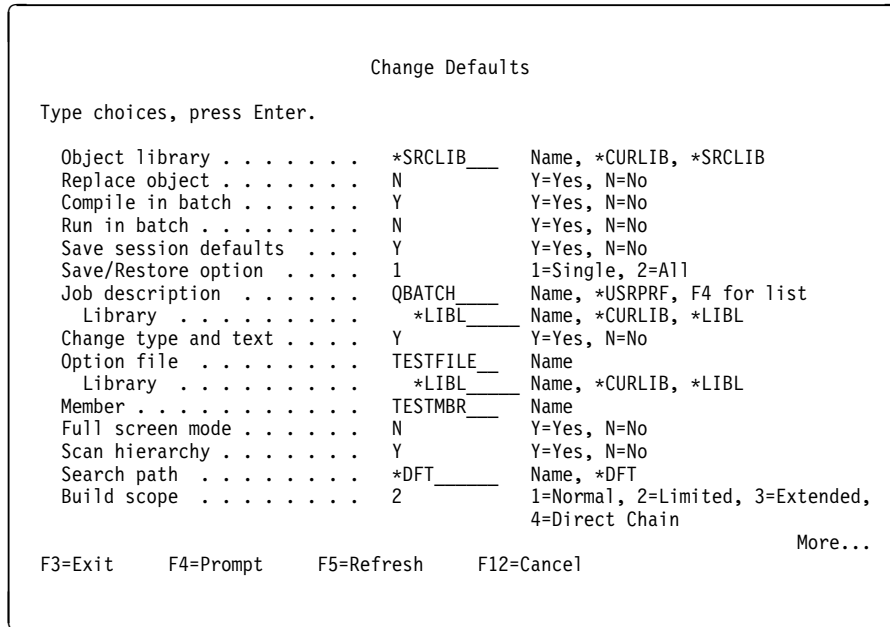 Change Defaults
Type choices, press Enter.
Object library . . . . . . . *SRCLIB___ Name, *CURLIB, *SRCLIB
Replace object . . . . . . . N Y=Yes, N=No
Compile in batch . . . . . . Y Y=Yes, N=No
Run in batch . . . . . . . . N Y=Yes, N=No
Save session defaults . . . Y Y=Yes, N=No
Save/Restore option . . . . 1 1=Single, 2=All
Job description . . . . . . QBATCH____ Name, *USRPRF, F4 for list
Library . . . . . . . . . *LIBL_____ Name, *CURLIB, *LIBL
Change type and text . . . . Y Y=Yes, N=No
Option file . . . . . . . . TESTFILE__ Name
Library . . . . . . . . . *LIBL_____ Name, *CURLIB, *LIBL
Member . . . . . . . . . . . TESTMBR___ Name
Full screen mode . . . . . . N Y=Yes, N=No
Scan hierarchy . . . . . . . Y Y=Yes, N=No
Search path . . . . . . . . *DFT______ Name, *DFT
Build scope . . . . . . . . 2 1=Normal, 2=Limited, 3=Extended,
4=Direct Chain
More...
F3=Exit F4=Prompt F5=Refresh F12=Cancel